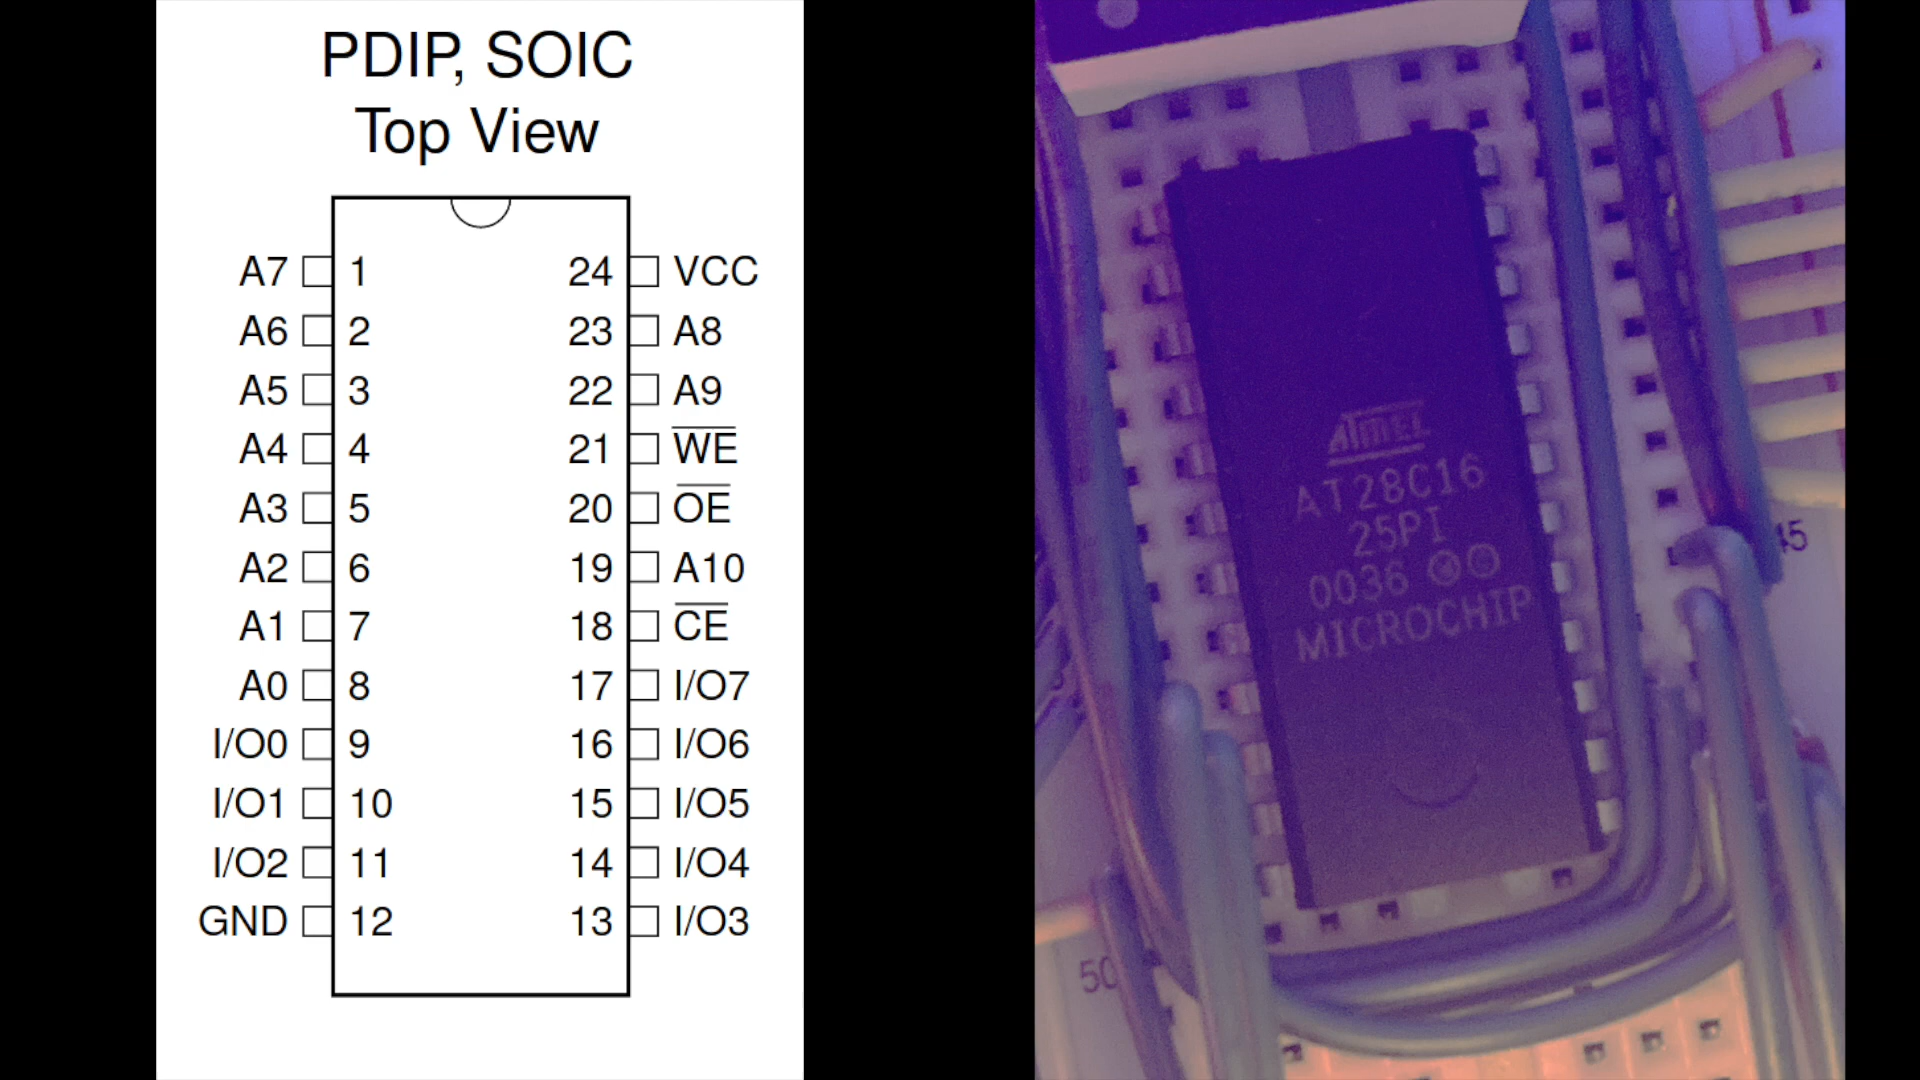 PDIP, SOIC
Top View
A7 1 24 VCC
A6 2 23 A8
A5 3 22 A9
A4 4 21 WE
A3 5 20 OE
A2 6 19 A10
A1 7 18 CE
A0 8 17 I/O7
I/O0 9 16 I/O6
I/O1 10 15 I/O5
I/O2 11 14 I/O4
GND 12 13 I/O3
ATMEL
AT28C16
25PI
0036
MICROCHIP
45
50